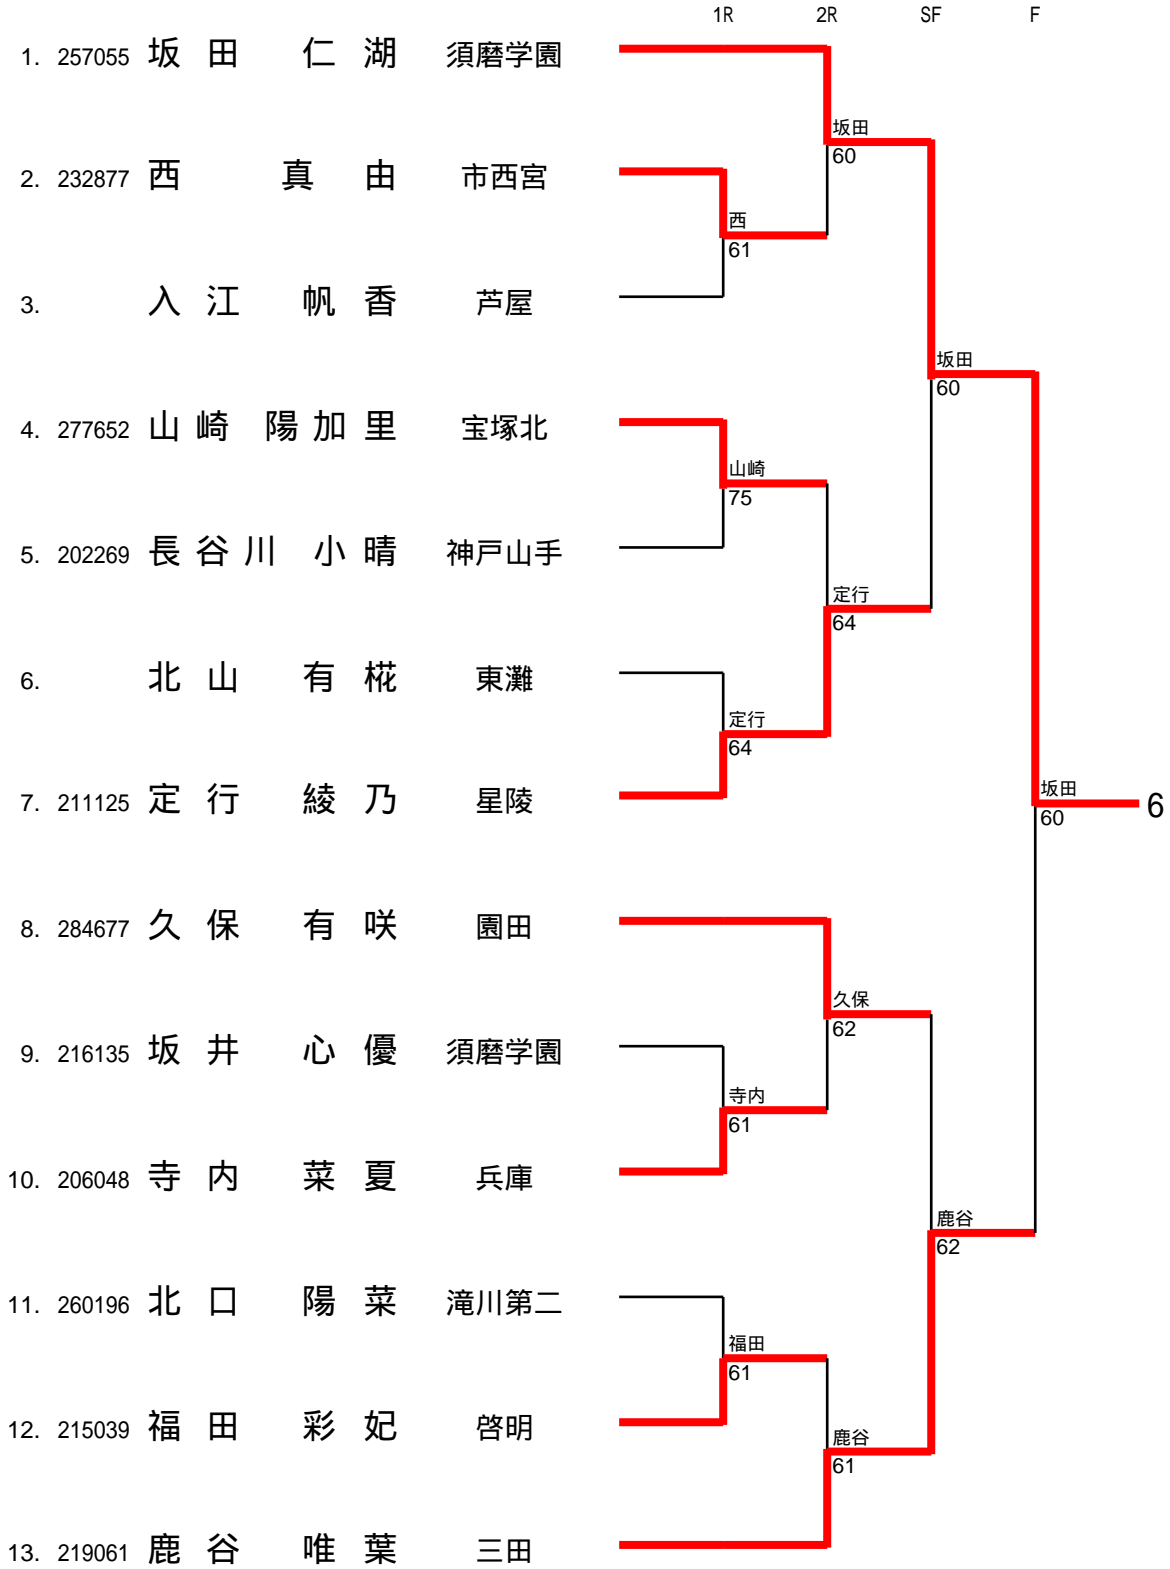 1R 2R SF F
1. 257055 坂田 仁湖 須磨学園
坂田
60
2. 232877 西 真由 市西宮
西
61
3. 入江 帆香 芦屋
坂田
60
4. 277652 山崎 陽加里 宝塚北
山崎
75
5. 202269 長谷川 小晴 神戸山手
定行
64
6. 北山 有椛 東灘
定行
64
7. 211125 定行 綾乃 星陵
坂田
60
6
8. 284677 久保 有咲 園田
久保
62
9. 216135 坂井 心優 須磨学園
寺内
61
10. 206048 寺内 菜夏 兵庫
鹿谷
62
11. 260196 北口 陽菜 滝川第二
福田
61
12. 215039 福田 彩妃 啓明
鹿谷
61
13. 219061 鹿谷 唯葉 三田